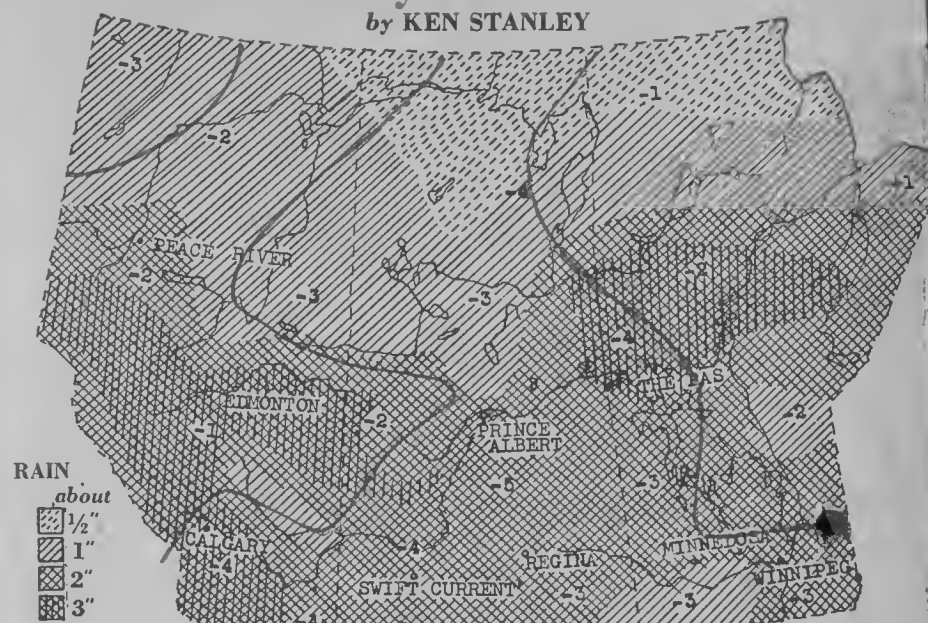 by KEN STANLEY
-3
-2
-1
+1
PEACE RIVER
-2
-3
-3
-2
THE PAS
EDMONTON
-1
-2
PRINCE
ALBERT
-2
-5
-3
RAIN
about
½"
1"
2"
3"
CALGARY
-4
-4
SWIFT CURRENT
REGINA
-3
MINNEDOSA
WINNIPEG
-3
-3